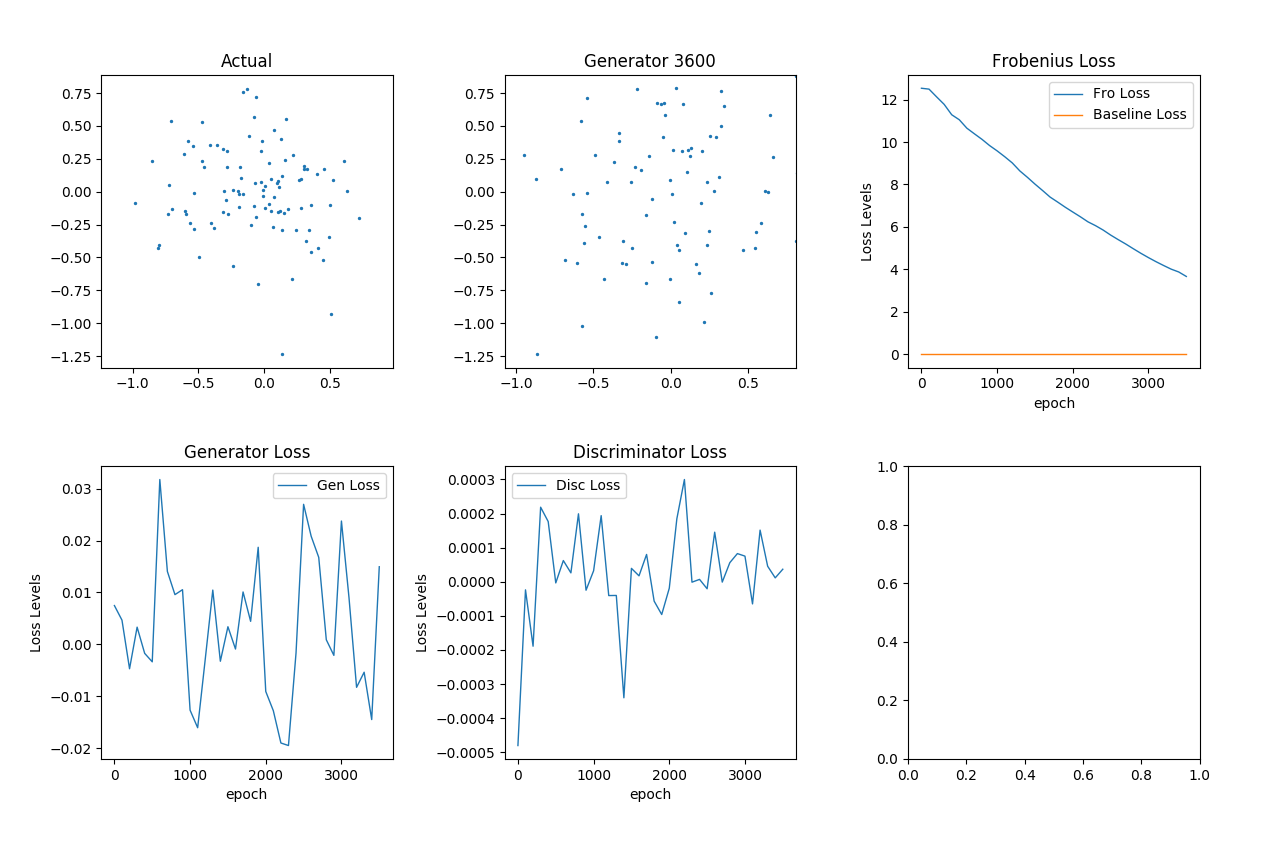 Actual
0.75
0.50
0.25
0.00
−0.25
−0.50
−0.75
−1.00
−1.25
−1.0 −0.5 0.0 0.5
Generator 3600
0.75
0.50
0.25
0.00
−0.25
−0.50
−0.75
−1.00
−1.25
−1.0 −0.5 0.0 0.5
Frobenius Loss
Fro Loss
Baseline Loss
Loss Levels
12
10
8
6
4
2
0
0 1000 2000 3000
epoch
Generator Loss
Gen Loss
Loss Levels
0.03
0.02
0.01
0.00
−0.01
−0.02
0 1000 2000 3000
epoch
Discriminator Loss
Disc Loss
Loss Levels
0.0003
0.0002
0.0001
0.0000
−0.0001
−0.0002
−0.0003
−0.0004
−0.0005
0 1000 2000 3000
epoch
1.0
0.8
0.6
0.4
0.2
0.0
0.0 0.2 0.4 0.6 0.8 1.0